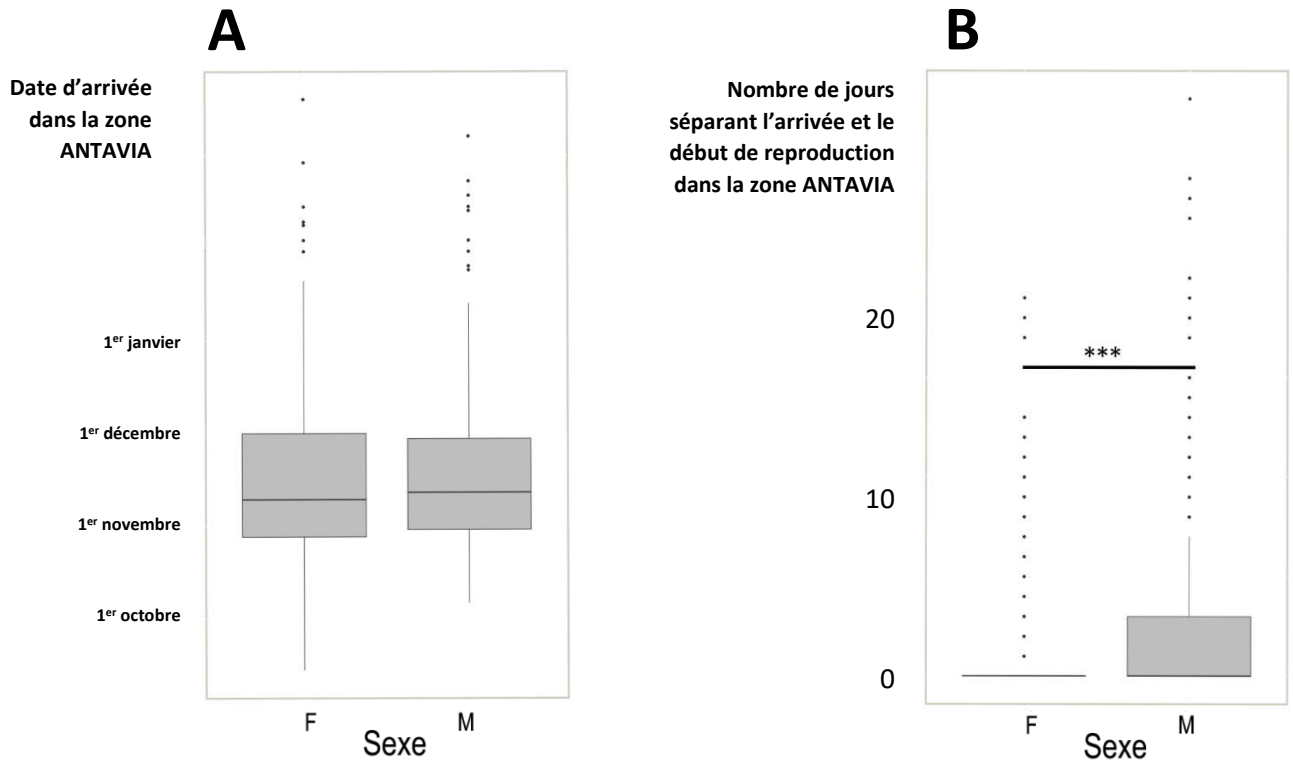 A
Date d’arrivée
dans la zone
ANTAVIA
1er janvier
1er décembre
1er novembre
1er octobre
F
M
Sexe
B
Nombre de jours
séparant l’arrivée et le
début de reproduction
dans la zone ANTAVIA
20
***
10
0
F
M
Sexe